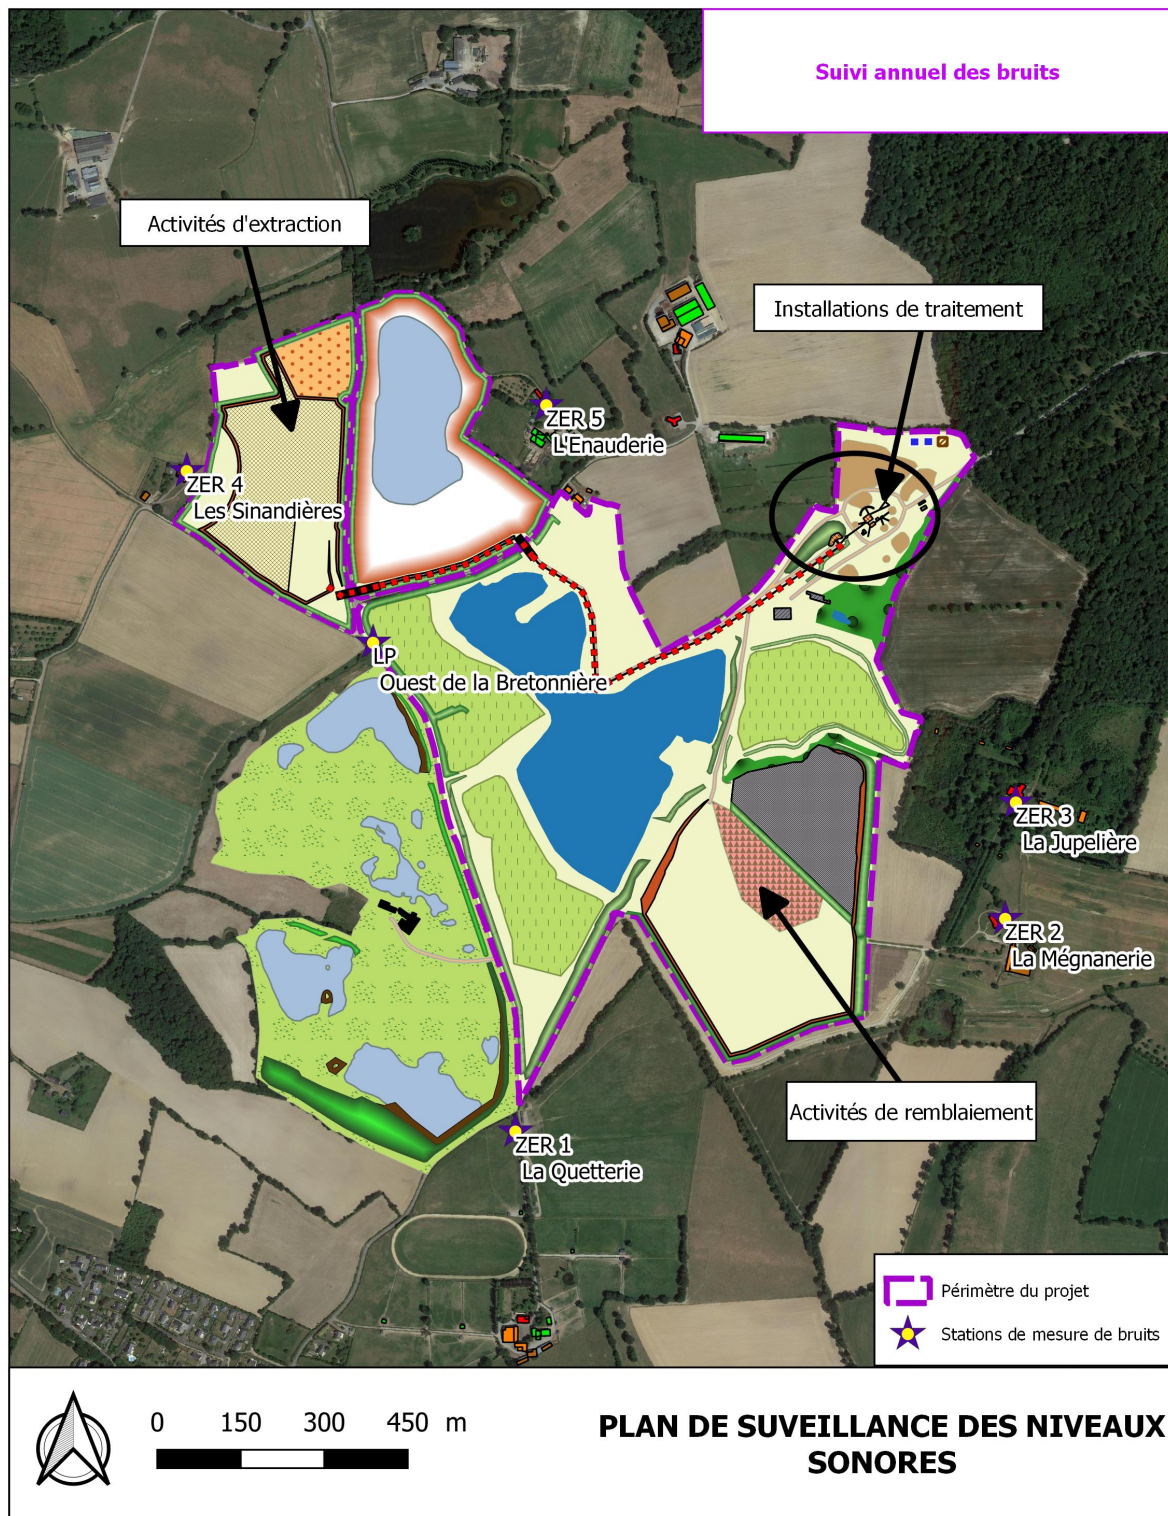 Suivi annuel des bruits
Activités d'extraction
Installations de traitement
ZER 5
L'Enauderie
ZER 4
Les Sinandières
LP
Ouest de la Bretonnière
ZER 3
La Jupelière
ZER 2
La Mégnanerie
Activités de remblaiement
ZER 1
La Quetterie
Périmètre du projet
Stations de mesure de bruits
0 150 300 450 m
PLAN DE SUVEILLANCE DES NIVEAUX
SONORES